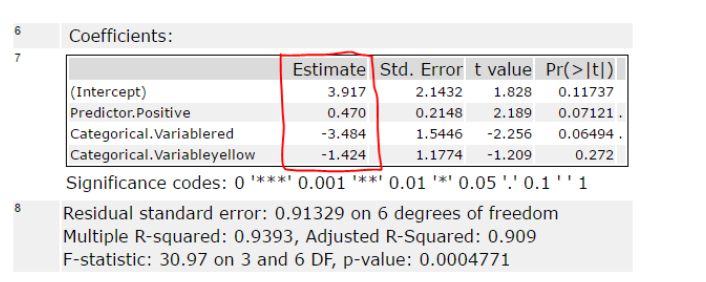 6 Coefficients:
7
Estimate Std. Error t value Pr(>|t|)
(Intercept) 3.917 2.1432 1.828 0.11737
Predictor.Positive 0.470 0.2148 2.189 0.07121 .
Categorical.Variablered -3.484 1.5446 -2.256 0.06494 .
Categorical.Variableyellow -1.424 1.1774 -1.209 0.272
Significance codes: 0 '***' 0.001 '**' 0.01 '*' 0.05 '.' 0.1 ' ' 1
8 Residual standard error: 0.91329 on 6 degrees of freedom
Multiple R-squared: 0.9393, Adjusted R-Squared: 0.909
F-statistic: 30.97 on 3 and 6 DF, p-value: 0.0004771